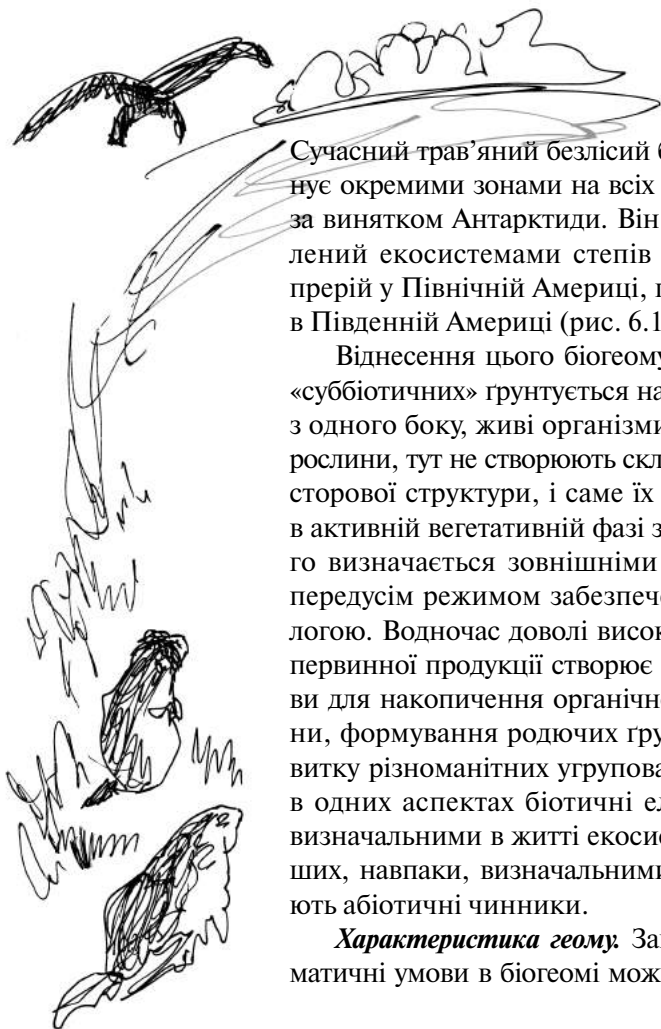 Сучасний трав’яний безлісий б
нує окремими зонами на всіх
за винятком Антарктиди. Він
лений екосистемами степів
прерій у Північній Америці, п
в Південній Америці (рис. 6.1
Віднесення цього біогеому
«суббіотичних» ґрунтується на
з одного боку, живі організми
рослини, тут не створюють скл
сторової структури, і саме їх
в активній вегетативній фазі з
го визначається зовнішніми
передусім режимом забезпече
логою. Водночас доволі висок
первинної продукції створює
ви для накопичення органічно
ни, формування родючих ґру
витку різноманітних угрупова
в одних аспектах біотичні ел
визначальними в житті екосис
ших, навпаки, визначальними
ють абіотичні чинники.
Характеристика геому. Заг
матичні умови в біогеомі мож